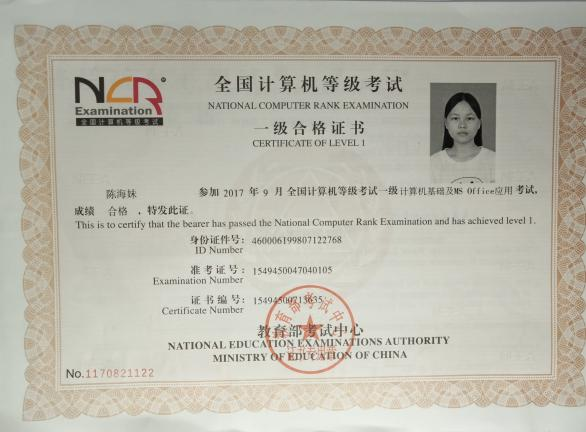 NCR
Examination
全国计算机等级考试
全国计算机等级考试
NATIONAL COMPUTER RANK EXAMINATION
一级合格证书
CERTIFICATE OF LEVEL 1
陈海妹 参加 2017 年 9 月 全国计算机等级考试一级 计算机基础及MS Office应用 考试，
成绩 合格 ，特发此证。
This is to certify that the bearer has passed the National Computer Rank Examination and has achieved level 1.
身份证件号： 460006199807122768
ID Number
准考证号： 1549450047040105
Examination Number
证书编号： 15494500713635
Certificate Number
教育部考试中心
NATIONAL EDUCATION EXAMINATIONS AUTHORITY
MINISTRY OF EDUCATION OF CHINA
No.1170821122